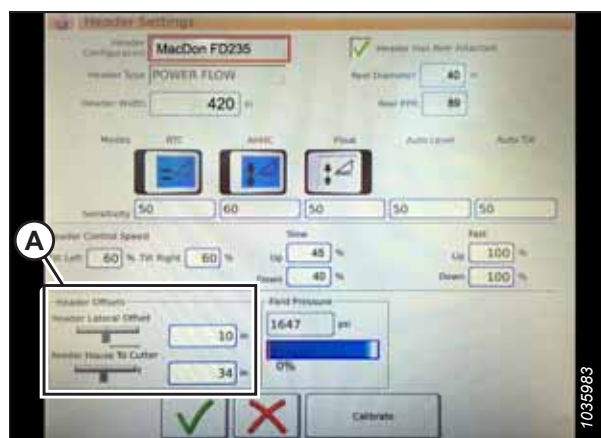 Header Settings
Header Configuration MacDon FD235 Header Has Reel Attached
Header Type POWER FLOW Reel Diameter 40 in
Header Width 420 in Reel PPR 89
Modes RTC AHHC Float Auto Level Auto Tilt
Sensitivity 50 60 50 50 50
Header Control Speed Slow Fast
Tilt Left 60 % Tilt Right 60 % Up 45 % Up 100 %
Down 40 % Down 100 %
A
Header Offsets Field Pressure
Header Lateral Offset 1647 psi
10 in
Feeder House To Cutter 0%
34 in
Calibrate
1035983